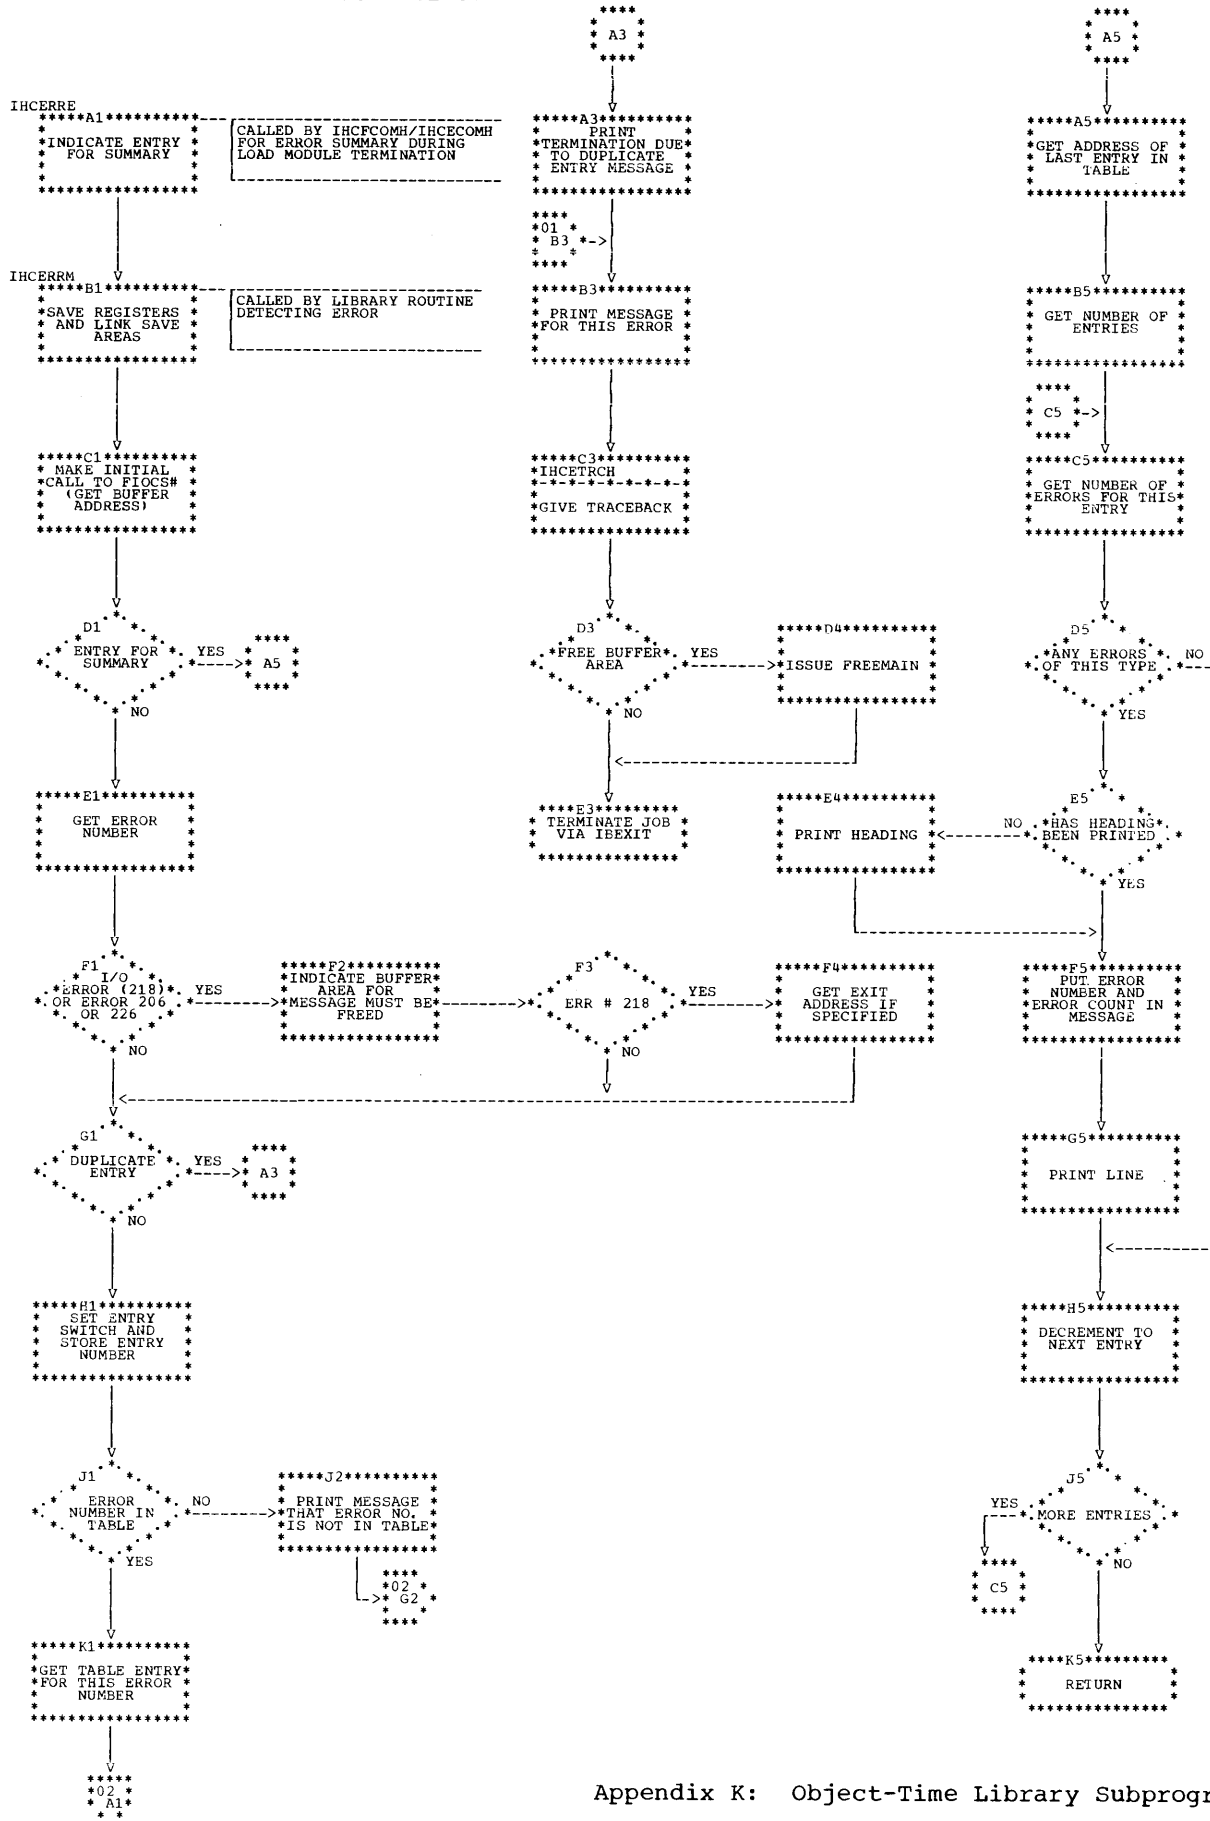 A3
A5
IHCERRE
A1
INDICATE ENTRY
FOR SUMMARY
CALLED BY IHCFCOMH/IHCECOMH
FOR ERROR SUMMARY DURING
LOAD MODULE TERMINATION
A3
PRINT
TERMINATION DUE
TO DUPLICATE
ENTRY MESSAGE
A5
GET ADDRESS OF
LAST ENTRY IN
TABLE
01
B3
IHCERRM
B1
SAVE REGISTERS
AND LINK SAVE
AREAS
CALLED BY LIBRARY ROUTINE
DETECTING ERROR
B3
PRINT MESSAGE
FOR THIS ERROR
B5
GET NUMBER OF
ENTRIES
C5
C1
MAKE INITIAL
CALL TO FIOCS#
(GET BUFFER
ADDRESS)
C3
IHCETRCH
GIVE TRACEBACK
C5
GET NUMBER OF
ERRORS FOR THIS
ENTRY
D1
ENTRY FOR
SUMMARY
YES
A5
NO
D3
FREE BUFFER
AREA
YES
NO
D4
ISSUE FREEMAIN
D5
ANY ERRORS
OF THIS TYPE
NO
YES
E1
GET ERROR
NUMBER
E3
TERMINATE JOB
VIA IBEXIT
E4
PRINT HEADING
NO
E5
HAS HEADING
BEEN PRINTED
YES
F1
I/O
ERROR (218)
OR ERROR 206
OR 226
YES
NO
F2
INDICATE BUFFER
AREA FOR
MESSAGE MUST BE
FREED
F3
ERR # 218
YES
NO
F4
GET EXIT
ADDRESS IF
SPECIFIED
F5
PUT ERROR
NUMBER AND
ERROR COUNT IN
MESSAGE
G1
DUPLICATE
ENTRY
YES
A3
NO
G5
PRINT LINE
H1
SET ENTRY
SWITCH AND
STORE ENTRY
NUMBER
H5
DECREMENT TO
NEXT ENTRY
J1
ERROR
NUMBER IN
TABLE
NO
YES
J2
PRINT MESSAGE
THAT ERROR NO.
IS NOT IN TABLE
02
G2
J5
MORE ENTRIES
YES
NO
C5
K1
GET TABLE ENTRY
FOR THIS ERROR
NUMBER
K5
RETURN
02
A1
Appendix K: Object-Time Library Subprogr